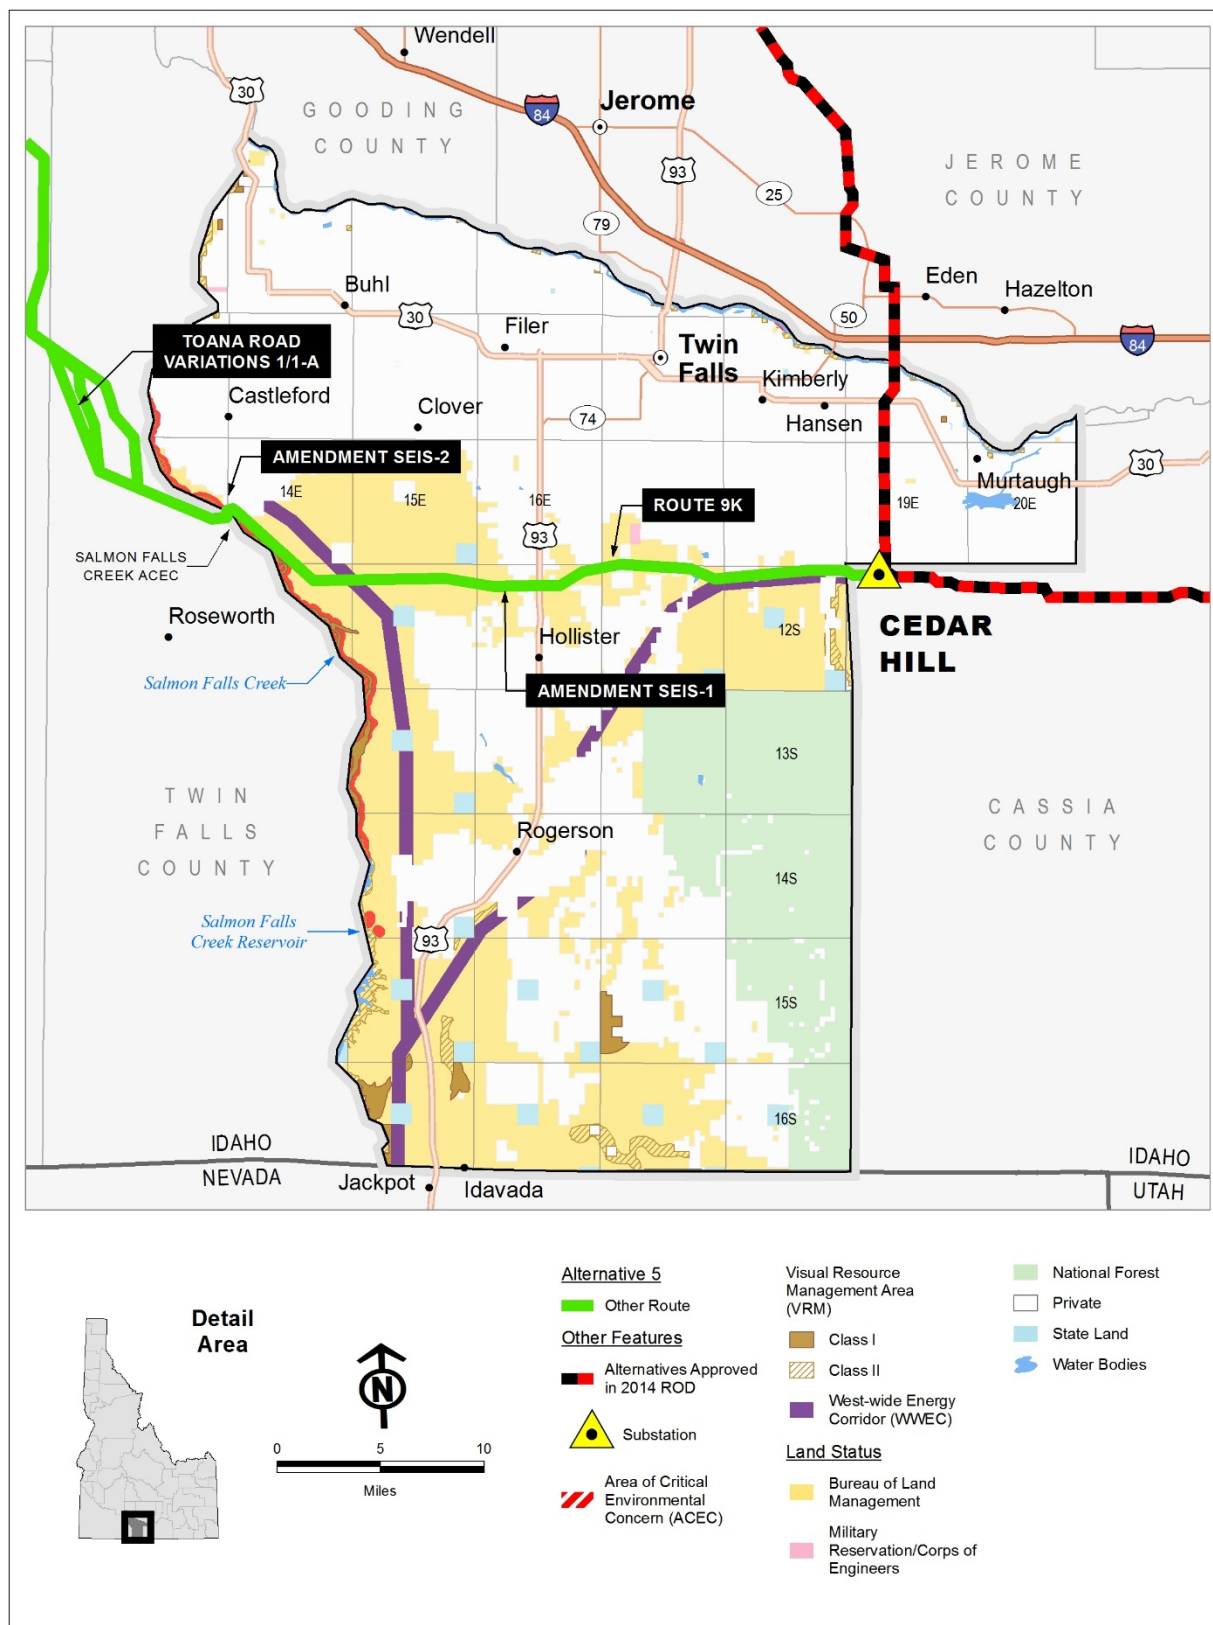 Wendell
30
GOODING
COUNTY
84
Jerome
93
JEROME
COUNTY
25
79
Eden
Hazelton
Buhl
30
Filer
50
84
TOANA ROAD
VARIATIONS 1/1-A
Twin
Falls
Castleford
Clover
74
Kimberly
Hansen
AMENDMENT SEIS-2
Murtaugh
30
14E
15E
16E
19E
20E
ROUTE 9K
93
SALMON FALLS
CREEK ACEC
Roseworth
Hollister
12S
CEDAR
HILL
Salmon Falls Creek
AMENDMENT SEIS-1
13S
TWIN
FALLS
COUNTY
CASSIA
COUNTY
Rogerson
14S
Salmon Falls
Creek Reservoir
93
15S
16S
IDAHO
NEVADA
IDAHO
UTAH
Jackpot
Idavada
Detail
Area
N
0 5 10
Miles
Alternative 5
Other Route
Other Features
Alternatives Approved
in 2014 ROD
Substation
Area of Critical
Environmental
Concern (ACEC)
Visual Resource
Management Area
(VRM)
Class I
Class II
West-wide Energy
Corridor (WWEC)
Land Status
Bureau of Land
Management
Military
Reservation/Corps of
Engineers
National Forest
Private
State Land
Water Bodies